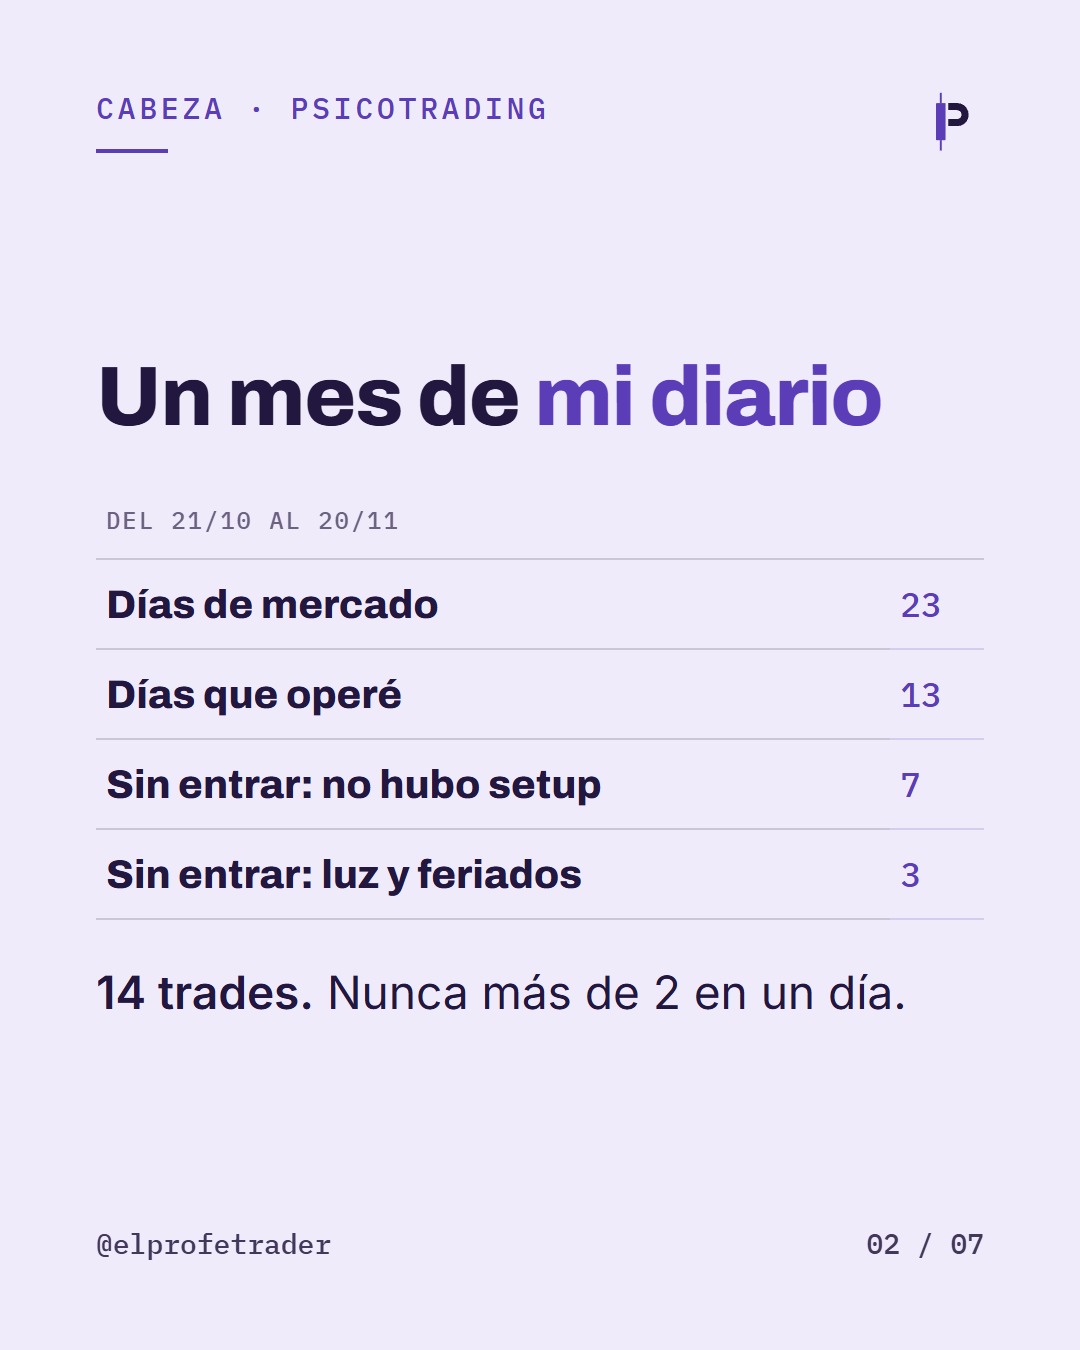 CABEZA · PSICOTRADING
Un mes de mi diario
DEL 21/10 AL 20/11
Días de mercado 23
Días que operé 13
Sin entrar: no hubo setup 7
Sin entrar: luz y feriados 3
14 trades. Nunca más de 2 en un día.
@elprofetrader 02 / 07